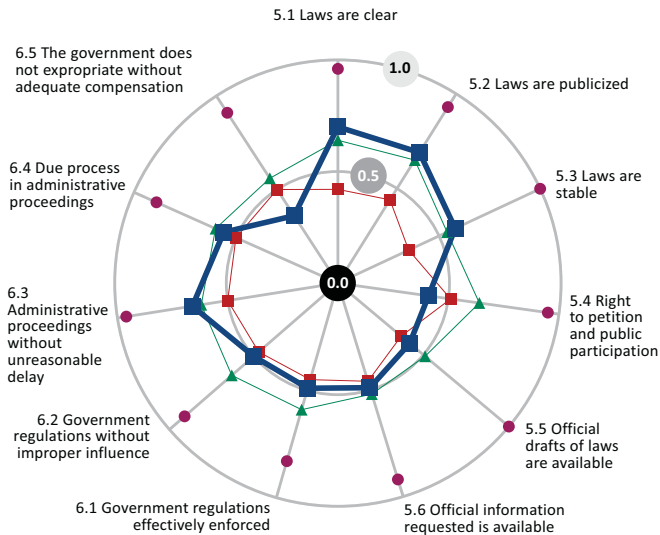 5.1 Laws are clear
1.0
5.2 Laws are publicized
5.3 Laws are
stable
5.4 Right
to petition
and public
participation
5.5 Official
drafts of laws
are available
5.6 Official information
requested is available
6.1 Government regulations
effectively enforced
6.2 Government
regulations without
improper influence
6.3
Administrative
proceedings
without
unreasonable
delay
6.4 Due process
in administrative
proceedings
6.5 The government does
not expropriate without
adequate compensation
0.5
0.0